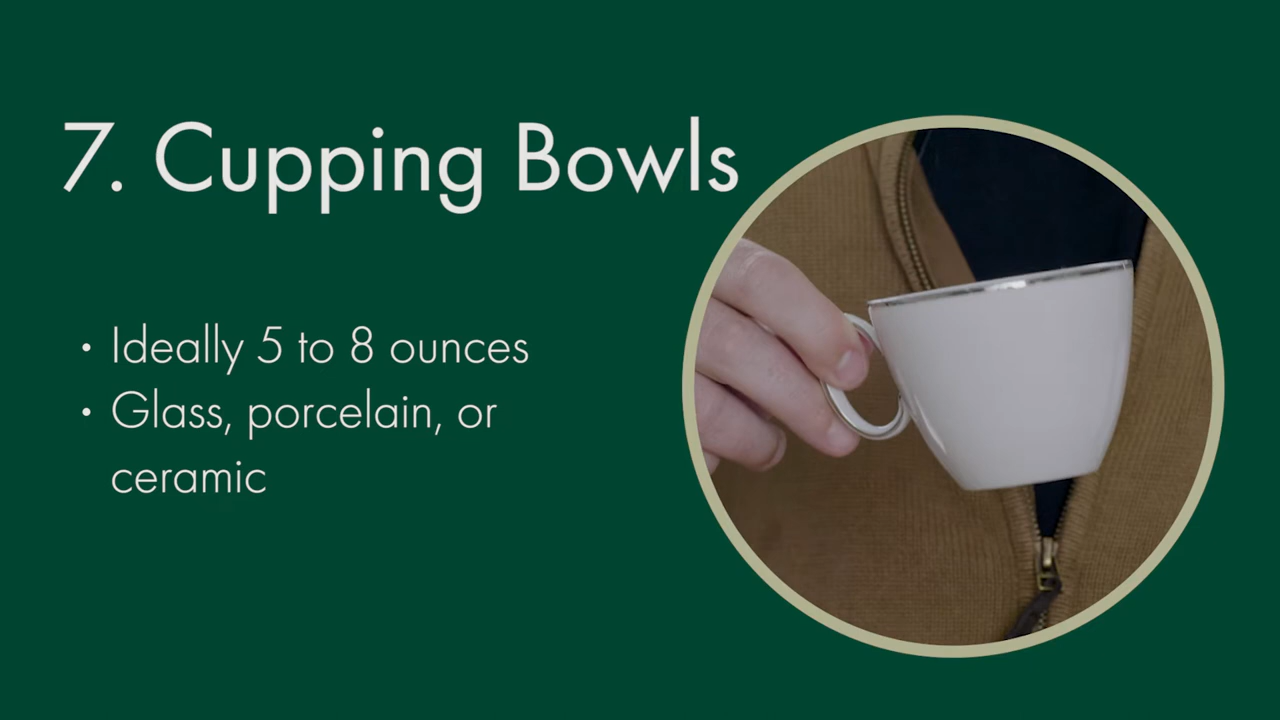 7. Cupping Bowls
• Ideally 5 to 8 ounces
• Glass, porcelain, or
ceramic